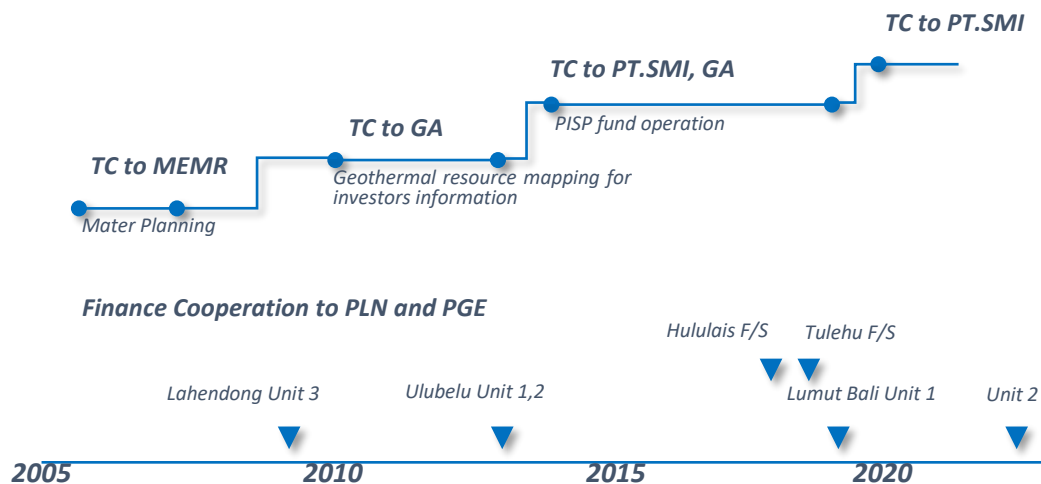 TC to PT.SMI
TC to PT.SMI, GA
PISP fund operation
TC to GA
Geothermal resource mapping for
investors information
TC to MEMR
Mater Planning
Finance Cooperation to PLN and PGE
Hululais F/S
Tulehu F/S
Lahendong Unit 3
Ulubelu Unit 1,2
Lumut Bali Unit 1
Unit 2
2005
2010
2015
2020